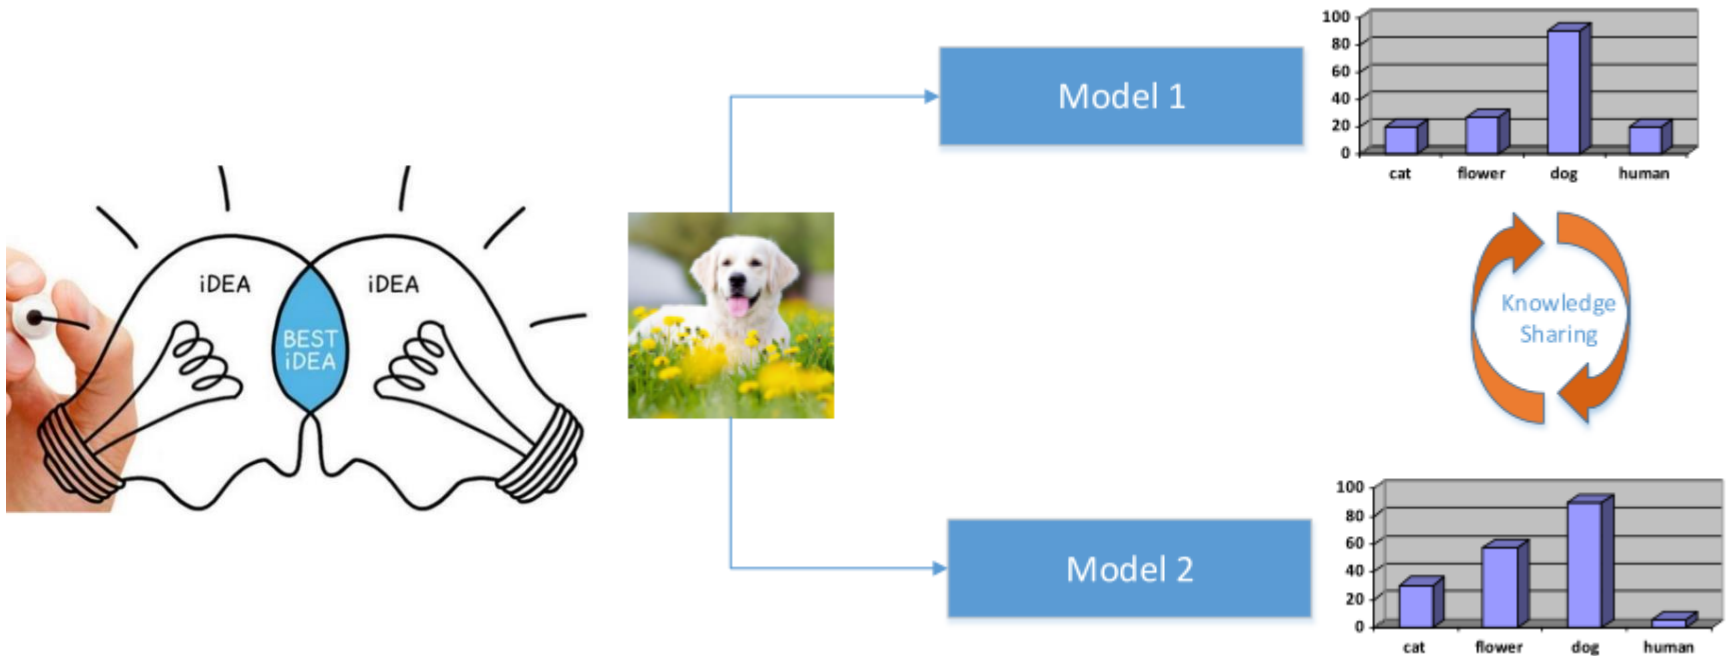 iDEA
iDEA
BEST
iDEA
Model 1
100
80
60
40
20
0
cat flower dog human
Knowledge
Sharing
Model 2
100
80
60
40
20
0
cat flower dog human